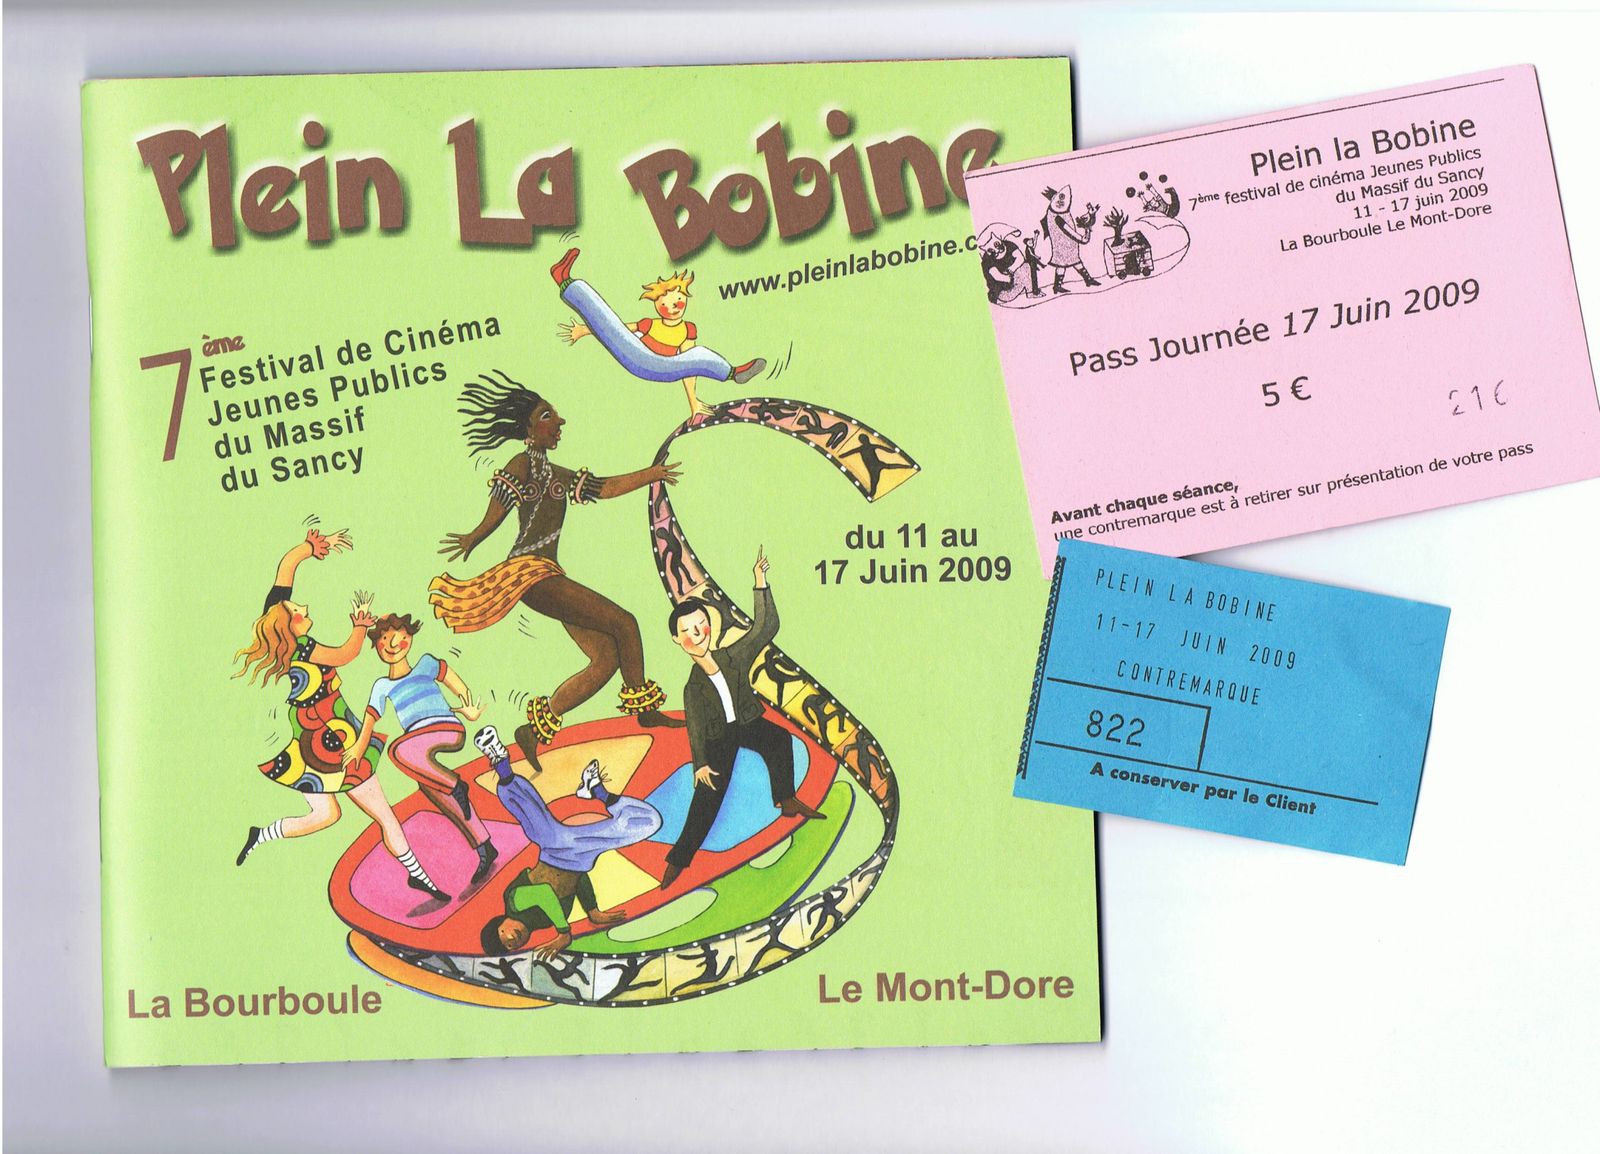 Plein La Bobine
www.pleinlabobine.c
7ème
Festival de Cinéma
Jeunes Publics
du Massif
du Sancy
du 11 au
17 Juin 2009
La Bourboule
Le Mont-Dore
Plein la Bobine
7ème festival de cinéma Jeunes Publics
du Massif du Sancy
11 - 17 juin 2009
La Bourboule Le Mont-Dore
Pass Journée 17 Juin 2009
5 €
21€
Avant chaque séance,
une contremarque est à retirer sur présentation de votre pass
PLEIN LA BOBINE
11-17 JUIN 2009
CONTREMARQUE
822
A conserver par le Client